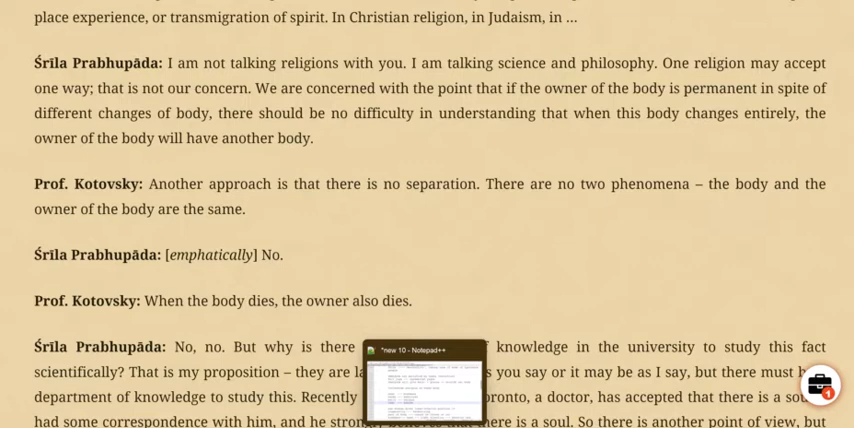 place experience, or transmigration of spirit. In Christian religion, in Judaism, in ...
Śrīla Prabhupāda: I am not talking religions with you. I am talking science and philosophy. One religion may accept
one way; that is not our concern. We are concerned with the point that if the owner of the body is permanent in spite of
different changes of body, there should be no difficulty in understanding that when this body changes entirely, the
owner of the body will have another body.
Prof. Kotovsky: Another approach is that there is no separation. There are no two phenomena – the body and the
owner of the body are the same.
Śrīla Prabhupāda: [emphatically] No.
Prof. Kotovsky: When the body dies, the owner also dies.
Śrīla Prabhupāda: No, no. But why is there knowledge in the university to study this fact
scientifically? That is my proposition – they are s you say or it may be as I say, but there must
department of knowledge to study this. Recently oronto, a doctor, has accepted that there is a
had some correspondence with him, and he there is a soul. So there is another point of view, but
*new 10 - Notepad++
1